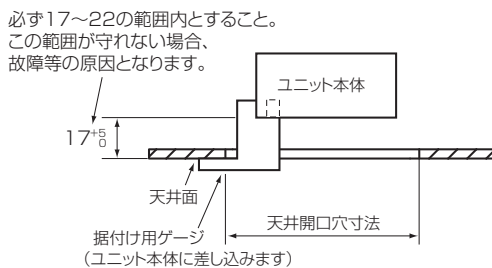 必ず17～22の範囲内とすること。
この範囲が守れない場合、
故障等の原因となります。
ユニット本体
17+5 0
天井面
天井開口穴寸法
据付け用ゲージ
（ユニット本体に差し込みます）